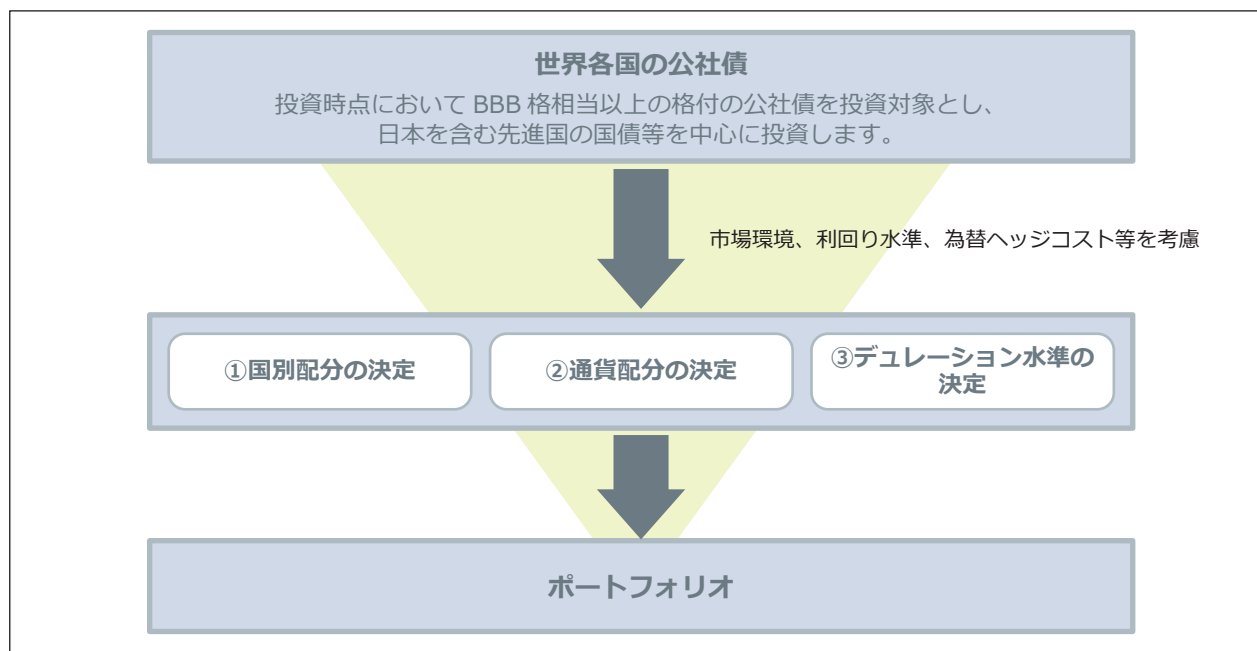 世界各国の公社債
投資時点において BBB 格相当以上の格付の公社債を投資対象とし、
日本を含む先進国の国債等を中心に投資します。
市場環境、利回り水準、為替ヘッジコスト等を考慮
①国別配分の決定
②通貨配分の決定
③デュレーション水準の
決定
ポートフォリオ